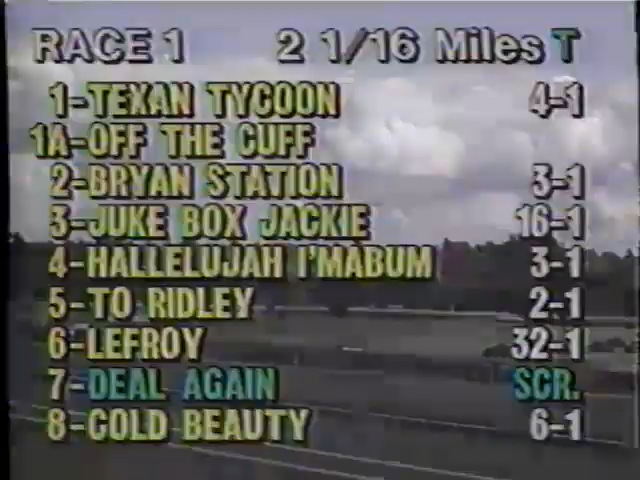 RACE 1 2 1/16 Miles T
1-TEXAN TYCOON 4-1
1A-OFF THE CUFF
2-BRYAN STATION 3-1
3-JUKE BOX JACKIE 16-1
4-HALLELUJAH I'MABUM 3-1
5-TO RIDLEY 2-1
6-LEFROY 32-1
7-DEAL AGAIN SCR.
8-COLD BEAUTY 6-1